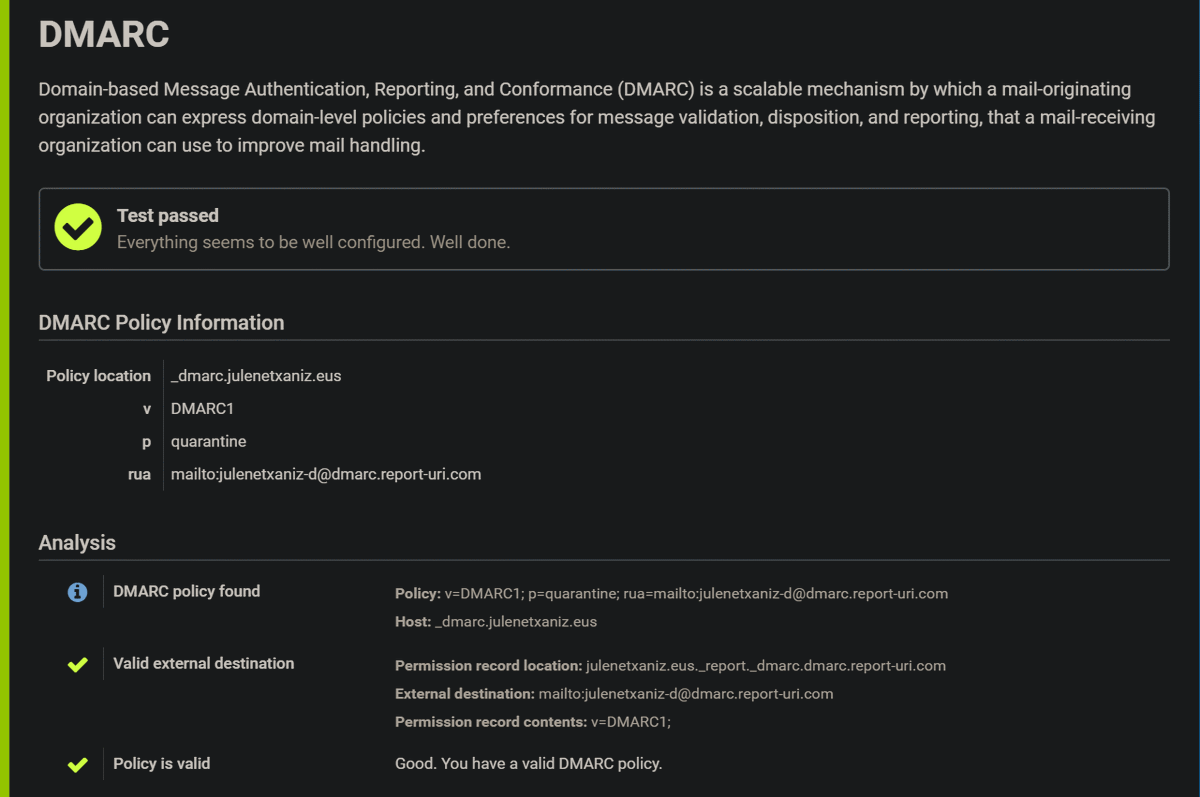 DMARC
Domain-based Message Authentication, Reporting, and Conformance (DMARC) is a scalable mechanism by which a mail-originating
organization can express domain-level policies and preferences for message validation, disposition, and reporting, that a mail-receiving
organization can use to improve mail handling.
Test passed
Everything seems to be well configured. Well done.
DMARC Policy Information
Policy location _dmarc.julenetxaniz.eus
v DMARC1
p quarantine
rua mailto:julenetxaniz-d@dmarc.report-uri.com
Analysis
DMARC policy found Policy: v=DMARC1; p=quarantine; rua=mailto:julenetxaniz-d@dmarc.report-uri.com
Host: _dmarc.julenetxaniz.eus
Valid external destination Permission record location: julenetxaniz.eus._report._dmarc.dmarc.report-uri.com
External destination: mailto:julenetxaniz-d@dmarc.report-uri.com
Permission record contents: v=DMARC1;
Policy is valid Good. You have a valid DMARC policy.